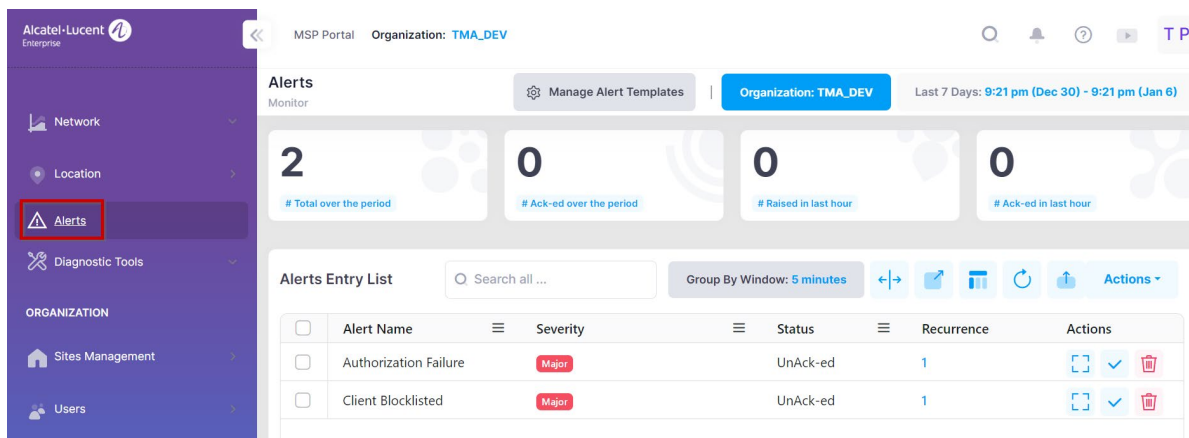 Alcatel·Lucent
Enterprise
MSP Portal Organization: TMA_DEV
T P
Alerts
Monitor
Manage Alert Templates
Organization: TMA_DEV
Last 7 Days: 9:21 pm (Dec 30) - 9:21 pm (Jan 6)
Network
Location
Alerts
Diagnostic Tools
ORGANIZATION
Sites Management
Users
2
# Total over the period
0
# Ack-ed over the period
0
# Raised in last hour
0
# Ack-ed in last hour
Alerts Entry List
Search all ...
Group By Window: 5 minutes
Actions
Alert Name Severity Status Recurrence Actions
Authorization Failure Major UnAck-ed 1
Client Blocklisted Major UnAck-ed 1